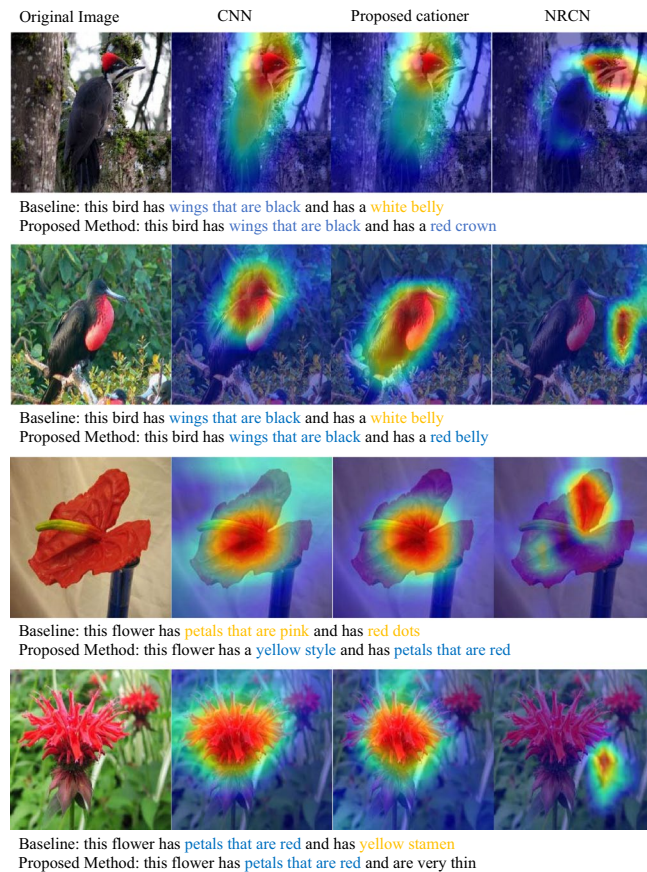 Original Image CNN Proposed cationer NRCN
Baseline: this bird has wings that are black and has a white belly
Proposed Method: this bird has wings that are black and has a red crown
Baseline: this bird has wings that are black and has a white belly
Proposed Method: this bird has wings that are black and has a red belly
Baseline: this flower has petals that are pink and has red dots
Proposed Method: this flower has a yellow style and has petals that are red
Baseline: this flower has petals that are red and has yellow stamen
Proposed Method: this flower has petals that are red and are very thin